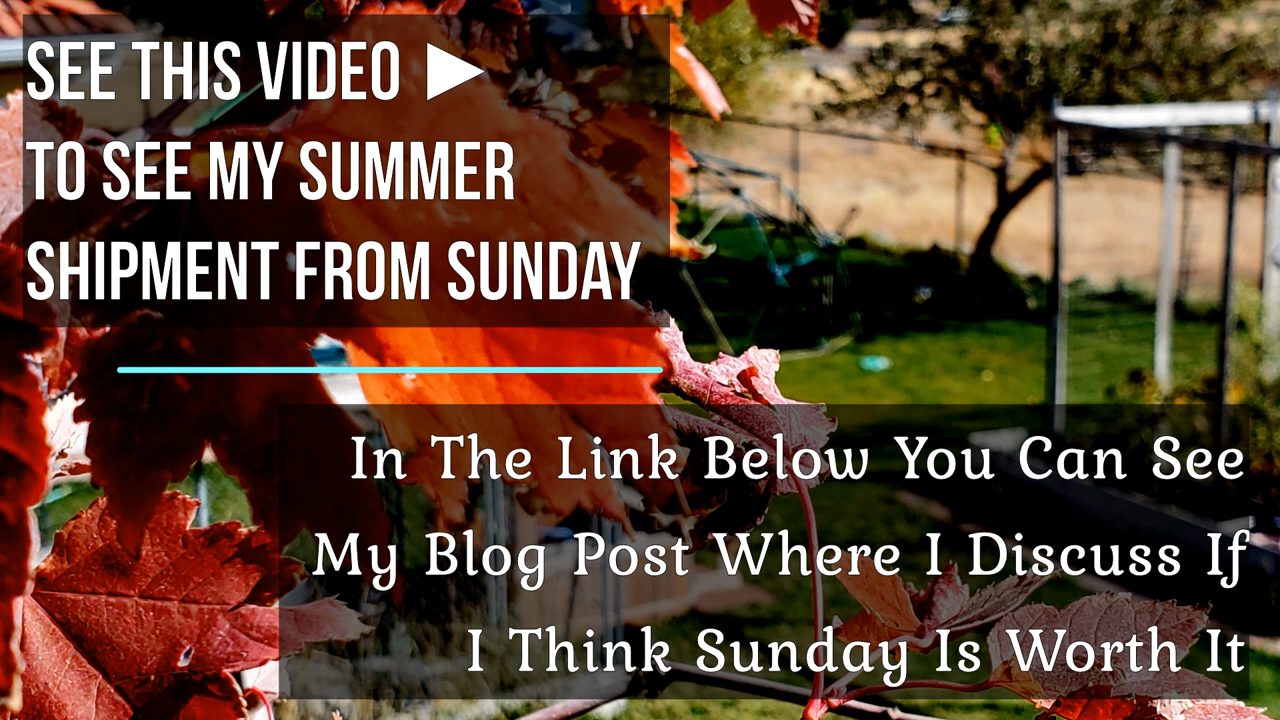 SEE THIS VIDEO ▶
TO SEE MY SUMMER
SHIPMENT FROM SUNDAY
In The Link Below You Can See
My Blog Post Where I Discuss If
I Think Sunday Is Worth It